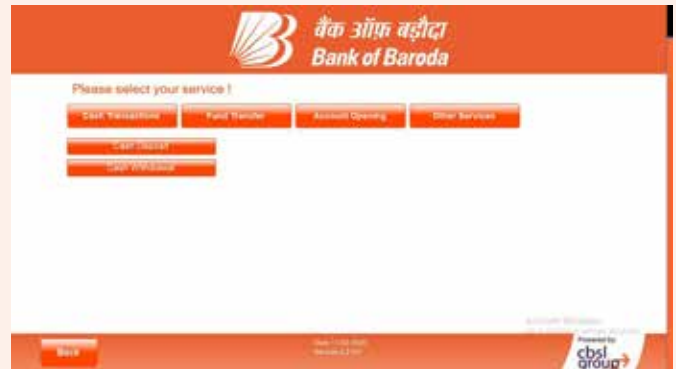 बैंक ऑफ़ बड़ौदा
Bank of Baroda
Please select your service !
Cash Transactions Fund Transfer Account Opening Other Services
Cash Deposit
Cash Withdrawal
Back
Powered by
cbsl
group